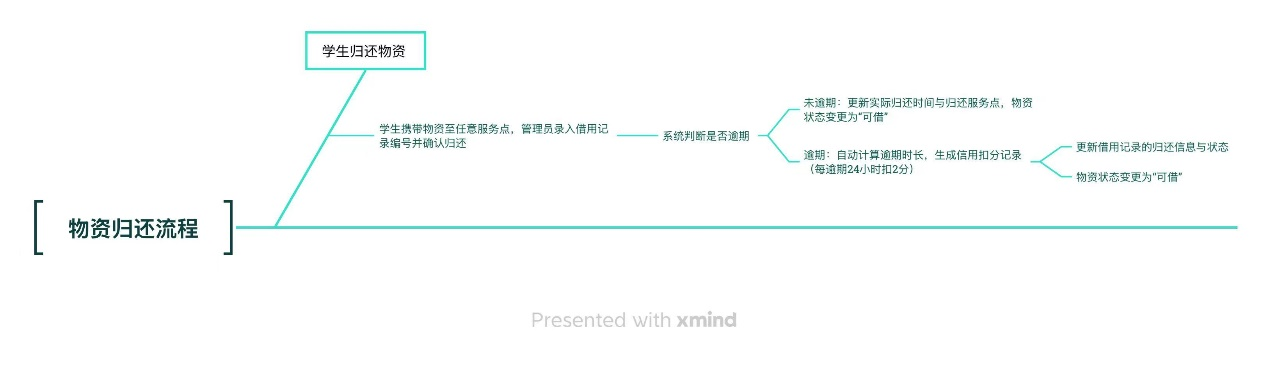 学生归还物资
未逾期：更新实际归还时间与归还服务点，物资
状态变更为“可借”
学生携带物资至任意服务点，管理员录入借用记
录编号并确认归还
系统判断是否逾期
逾期：自动计算逾期时长，生成信用扣分记录
（每逾期24小时扣2分）
更新借用记录的归还信息与状态
物资状态变更为“可借”
物资归还流程
Presented with xmind